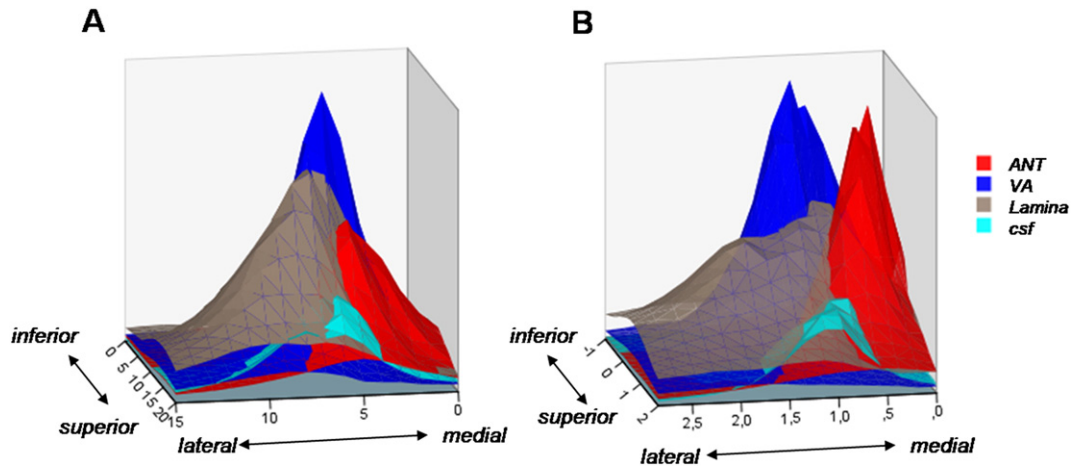 A
B
ANT
VA
Lamina
csf
inferior
0
5
10
15
20
superior
15
10
5
0
lateral
medial
inferior
-1
0
1
2
superior
2,5
2,0
1,5
1,0
,5
,0
lateral
medial